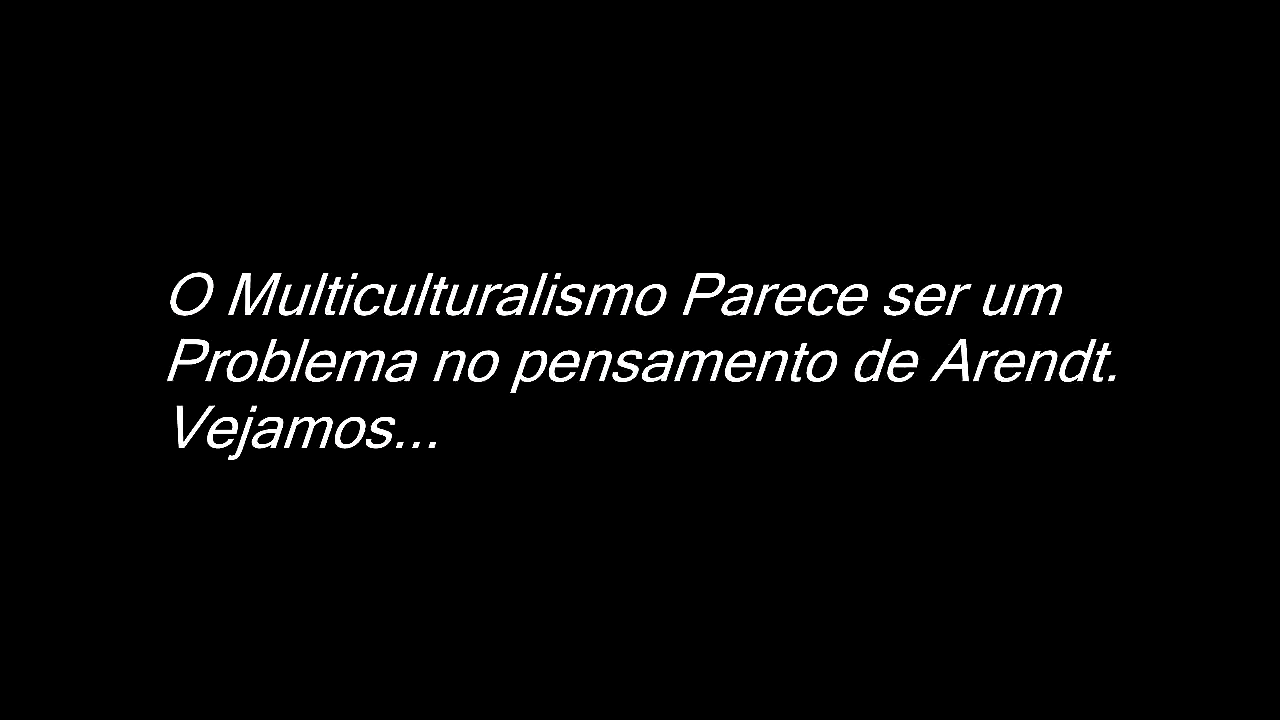 O Multiculturalismo Parece ser um
Problema no pensamento de Arendt.
Vejamos...